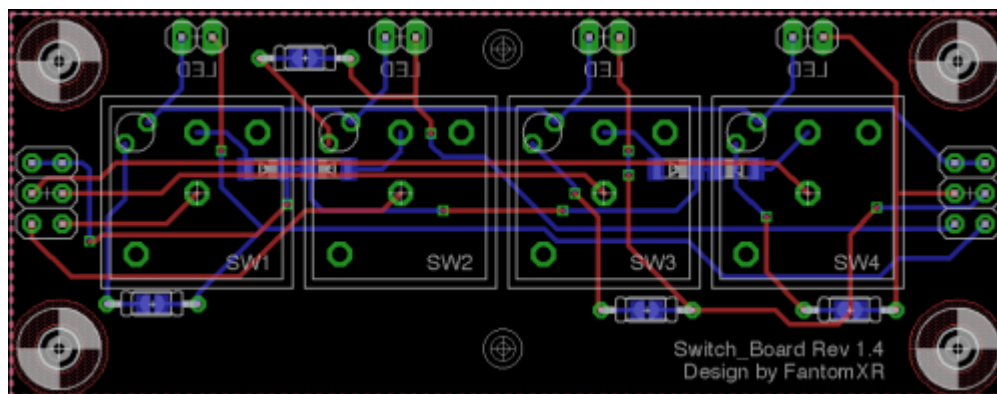 LED
LED
LED
LED
SW1
SW2
SW3
SW4
Switch_Board Rev 1.4
Design by FantomXR